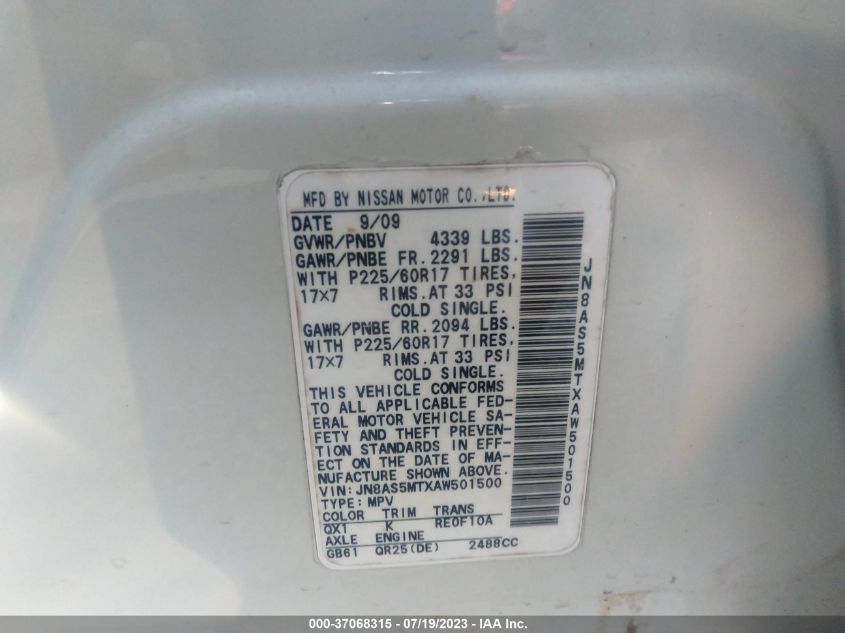 MFD BY NISSAN MOTOR CO.,LTD.
DATE 9/09
GVWR/PNBV 4339 LBS.
GAWR/PNBE FR. 2291 LBS.
WITH P225/60R17 TIRES,
17×7 RIMS.AT 33 PSI
COLD SINGLE.
GAWR/PNBE RR. 2094 LBS.
WITH P225/60R17 TIRES,
17×7 RIMS.AT 33 PSI
COLD SINGLE.
THIS VEHICLE CONFORMS
TO ALL APPLICABLE FED-
ERAL MOTOR VEHICLE SA-
FETY AND THEFT PREVEN-
TION STANDARDS IN EFF-
ECT ON THE DATE OF MA-
NUFACTURE SHOWN ABOVE.
VIN:JN8AS5MTXAW501500
TYPE: MPV
COLOR TRIM TRANS
QX1 K RE0F10A
AXLE ENGINE
GB61 QR25(DE) 2488CC
JN8AS5MTXAW501500
000-37068315 - 07/19/2023 - IAA Inc.